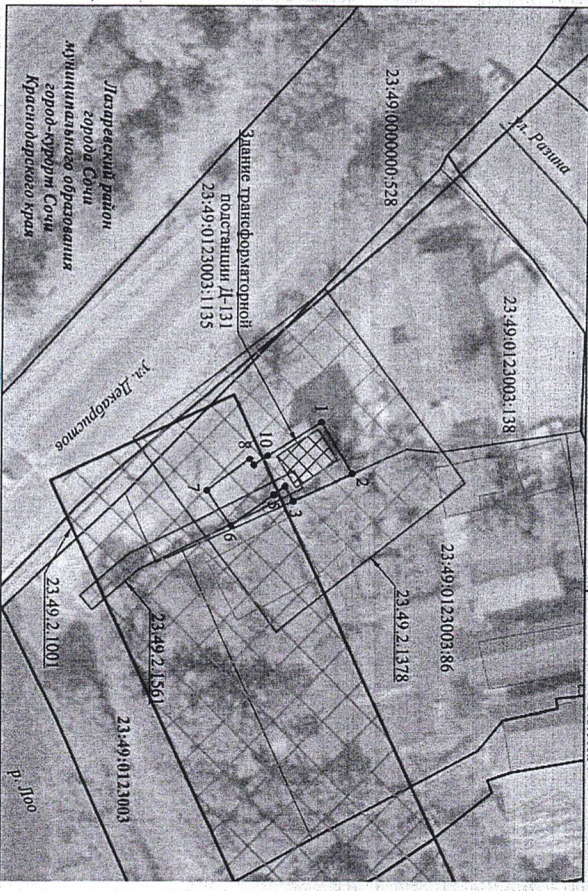 ул. Разина
23:49:0000000:528
23:49:0123003:138
Здание трансформаторной
подстанции Д-131
23:49:0123003:1135
Лазаревский район
города Сочи
муниципального образования
город-курорт Сочи
Краснодарского края
ул. Декабристов
1
2
3
6
7
8
10
23:49:0123003:86
23.49.2.1378
23.49.2.1561
23.49.2.1001
23:49:0123003
р. Лоо